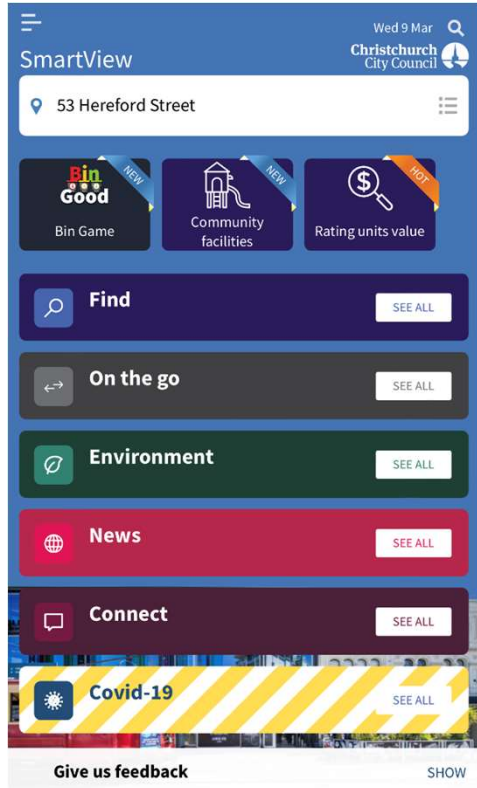 Wed 9 Mar
SmartView
Christchurch
City Council
53 Hereford Street
NEW
Bin
Good
Bin Game
NEW
Community
facilities
HOT
$
Rating units value
Find
SEE ALL
On the go
SEE ALL
Environment
SEE ALL
News
SEE ALL
Connect
SEE ALL
Covid-19
SEE ALL
Give us feedback
SHOW